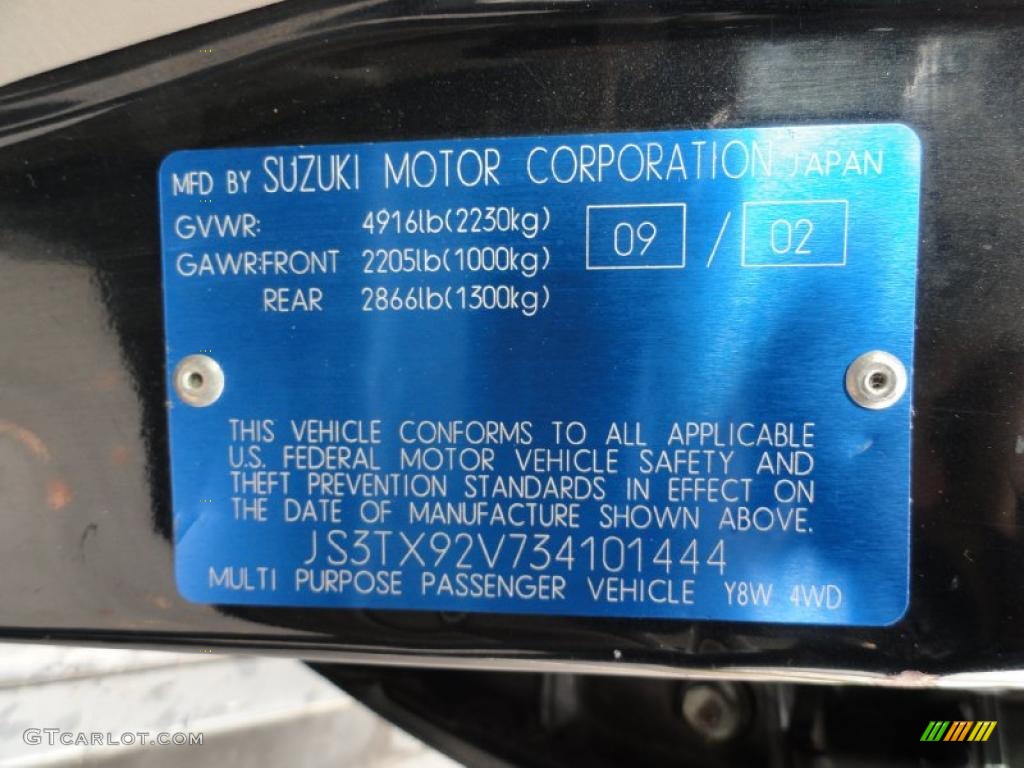 MFD BY SUZUKI MOTOR CORPORATION JAPAN
GVWR: 4916lb(2230kg) 09 / 02
GAWR:FRONT 2205lb(1000kg)
REAR 2866lb(1300kg)
THIS VEHICLE CONFORMS TO ALL APPLICABLE
U.S. FEDERAL MOTOR VEHICLE SAFETY AND
THEFT PREVENTION STANDARDS IN EFFECT ON
THE DATE OF MANUFACTURE SHOWN ABOVE.
JS3TX92V734101444
MULTI PURPOSE PASSENGER VEHICLE Y8W 4WD
GTCARLOT.COM